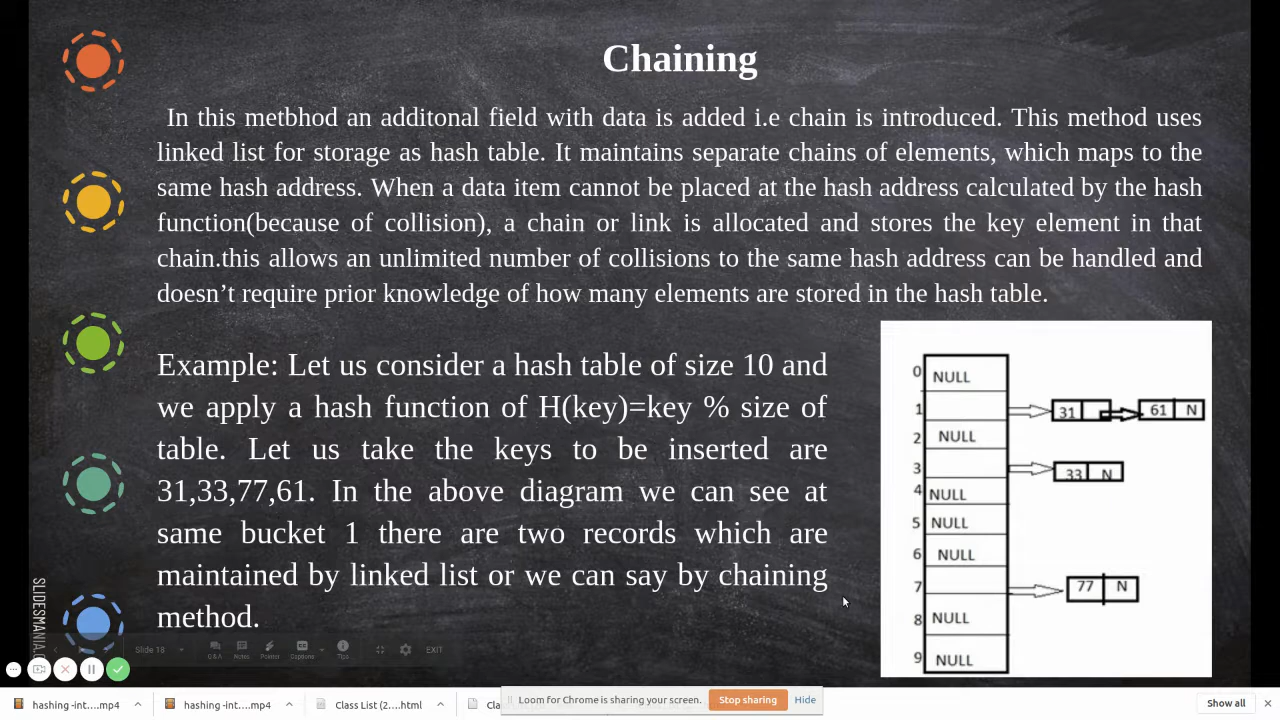 Chaining
In this metbhod an additonal field with data is added i.e chain is introduced. This method uses
linked list for storage as hash table. It maintains separate chains of elements, which maps to the
same hash address. When a data item cannot be placed at the hash address calculated by the hash
function(because of collision), a chain or link is allocated and stores the key element in that
chain.this allows an unlimited number of collisions to the same hash address can be handled and
doesn’t require prior knowledge of how many elements are stored in the hash table.
Example: Let us consider a hash table of size 10 and
we apply a hash function of H(key)=key % size of
table. Let us take the keys to be inserted are
31,33,77,61. In the above diagram we can see at
same bucket 1 there are two records which are
maintained by linked list or we can say by chaining
method.
0 NULL
1 31 61 N
2 NULL
3 33 N
4 NULL
5 NULL
6 NULL
7 77 N
8 NULL
9 NULL
SLIDESMANIA.C
Slide 18 Q & A Notes Pointer Captions Tips EXIT
hashing -int....mp4 hashing -int....mp4 Class List (2....html Loom for Chrome is sharing your screen. Stop sharing Hide Show all